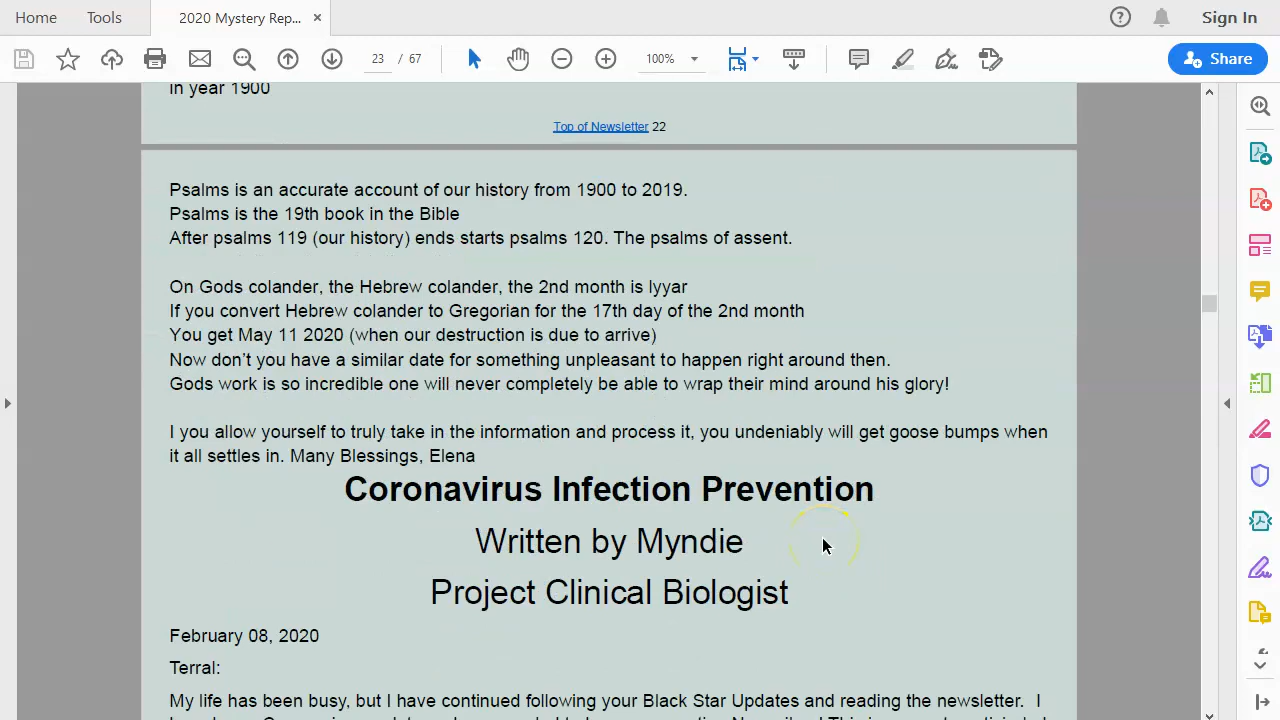 Home Tools 2020 Mystery Rep... × Sign In
23 / 67 100% Share
in year 1900
Top of Newsletter 22
Psalms is an accurate account of our history from 1900 to 2019.
Psalms is the 19th book in the Bible
After psalms 119 (our history) ends starts psalms 120. The psalms of assent.
On Gods colander, the Hebrew colander, the 2nd month is Iyyar
If you convert Hebrew colander to Gregorian for the 17th day of the 2nd month
You get May 11 2020 (when our destruction is due to arrive)
Now don’t you have a similar date for something unpleasant to happen right around then.
Gods work is so incredible one will never completely be able to wrap their mind around his glory!
I you allow yourself to truly take in the information and process it, you undeniably will get goose bumps when
it all settles in. Many Blessings, Elena
Coronavirus Infection Prevention
Written by Myndie
Project Clinical Biologist
February 08, 2020
Terral:
My life has been busy, but I have continued following your Black Star Updates and reading the newsletter. I